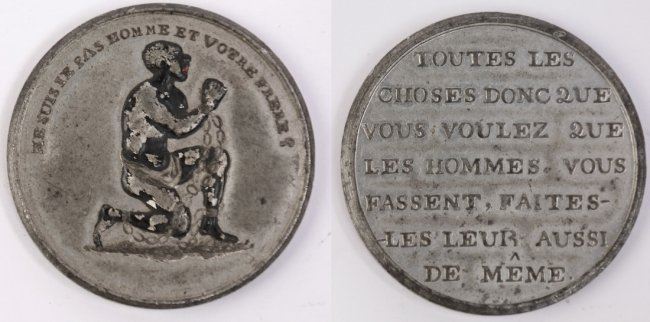 NE SUIS-JE PAS HOMME ET VOTRE FRERE?
TOUTES LES
CHOSES DONC QUE
VOUS VOULEZ QUE
LES HOMMES VOUS
FASSENT, FAITES-
-LES LEUR AUSSI
DE MÊME